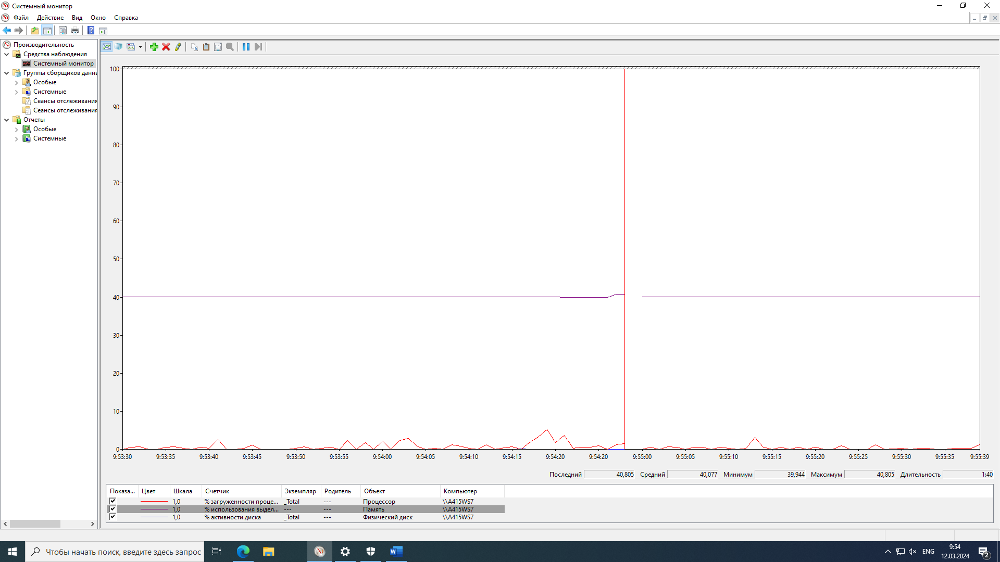 Системный монитор
Файл Действие Вид Окно Справка
Производительность
Средства наблюдения
Системный монитор
Группы сборщиков данн
Особые
Системные
Сеансы отслеживания
Сеансы отслеживания
Отчеты
Особые
Системные
100
90
80
70
60
50
40
30
20
10
0
9:53:30 9:53:35 9:53:40 9:53:45 9:53:50 9:53:55 9:54:00 9:54:05 9:54:10 9:54:15 9:54:20 9:54:20 9:55:00 9:55:05 9:55:10 9:55:15 9:55:20 9:55:25 9:55:30 9:55:35 9:55:39
Последний 40,805 Средний 40,077 Минимум 39,944 Максимум 40,805 Длительность 1:40
Показа... Цвет Шкала Счетчик Экземпляр Родитель Объект Компьютер
1,0 % загруженности проце... _Total --- Процессор \\A415WS7
1,0 % использования выдел... --- --- Память \\A415WS7
1,0 % активности диска _Total --- Физический диск \\A415WS7
Чтобы начать поиск, введите здесь запрос
ENG
9:54
12.03.2024
2